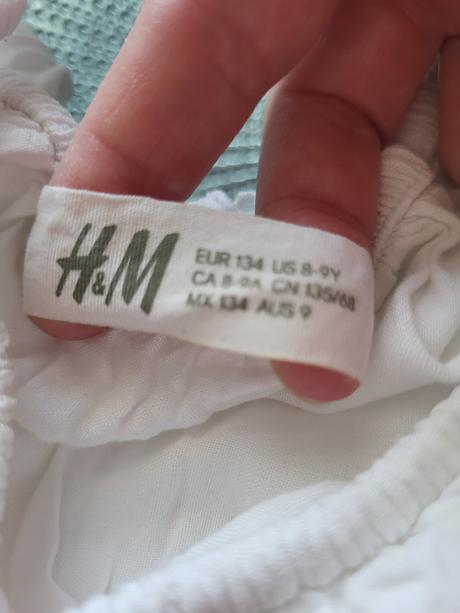 H&M
EUR 134 US 8-9Y
CA 8-9A CN 135/68
MX 134 AUS 9